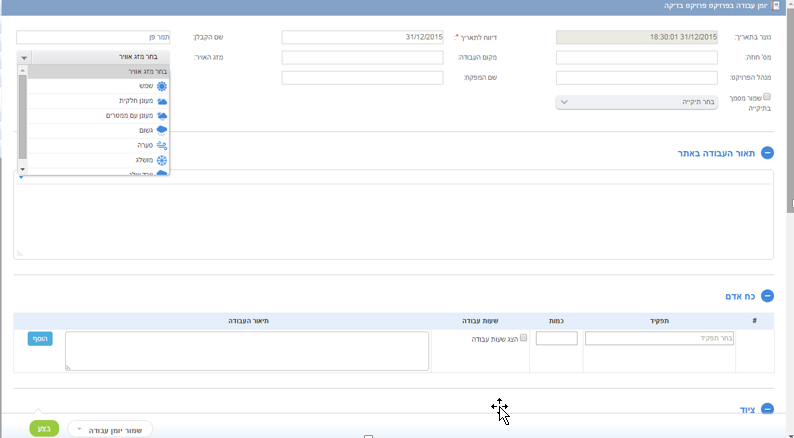 יומן עבודה בפרויקט פרויקט בדיקה
נוצר בתאריך: 31/12/2015 18:30:01
דיווח לתאריך *: 31/12/2015
שם הקבלן: תמר פן
מס' חוזה:
מקום העבודה:
מזג האויר: בחר מזג אוויר
מנהל הפרויקט:
שם המפקח:
בחר מזג אוויר
שמש
מעונן חלקית
מעונן עם ממטרים
גשום
סערה
מושלג
שמור מסמך
בתיקייה
בחר תיקייה
תאור העבודה באתר
כח אדם
# תפקיד כמות שעות עבודה תיאור העבודה
בחר תפקיד הצג שעות עבודה הוסף
ציוד
שמור יומן עבודה בצע